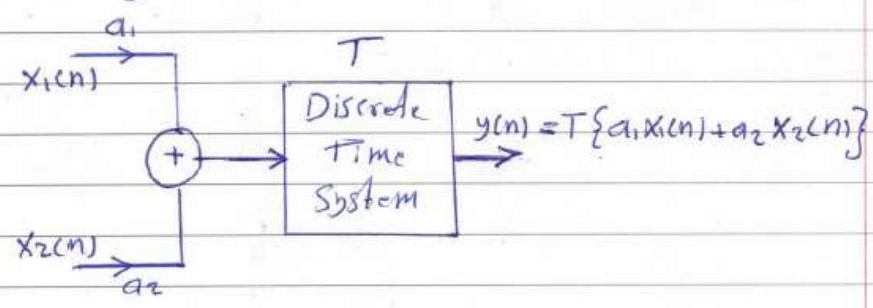 a₁
x₁(n)
T
Discrete
Time
System
+
y(n) = T{a₁x₁(n)+a₂x₂(n)}
x₂(n)
a₂